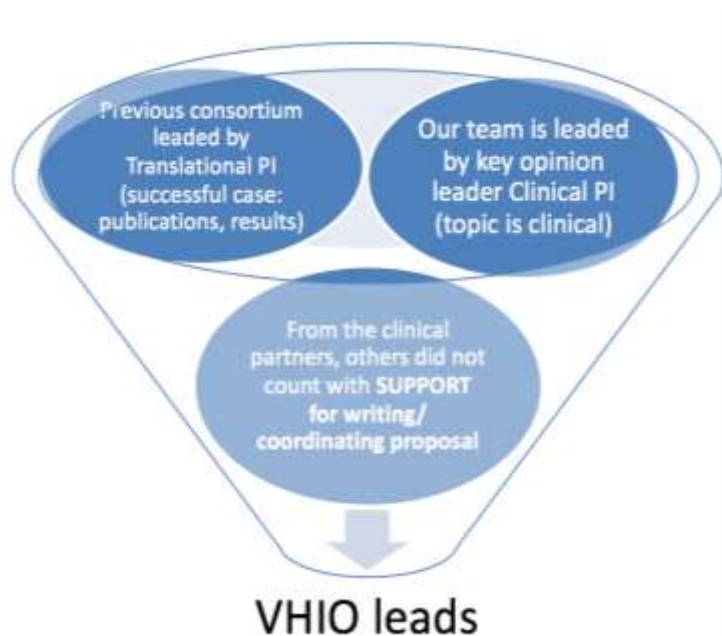 Previous consortium
leaded by
Translational PI
(successful case:
publications, results)
Our team is leaded
by key opinion
leader Clinical PI
(topic is clinical)
From the clinical
partners, others did not
count with SUPPORT
for writing/
coordinating proposal
VHIO leads